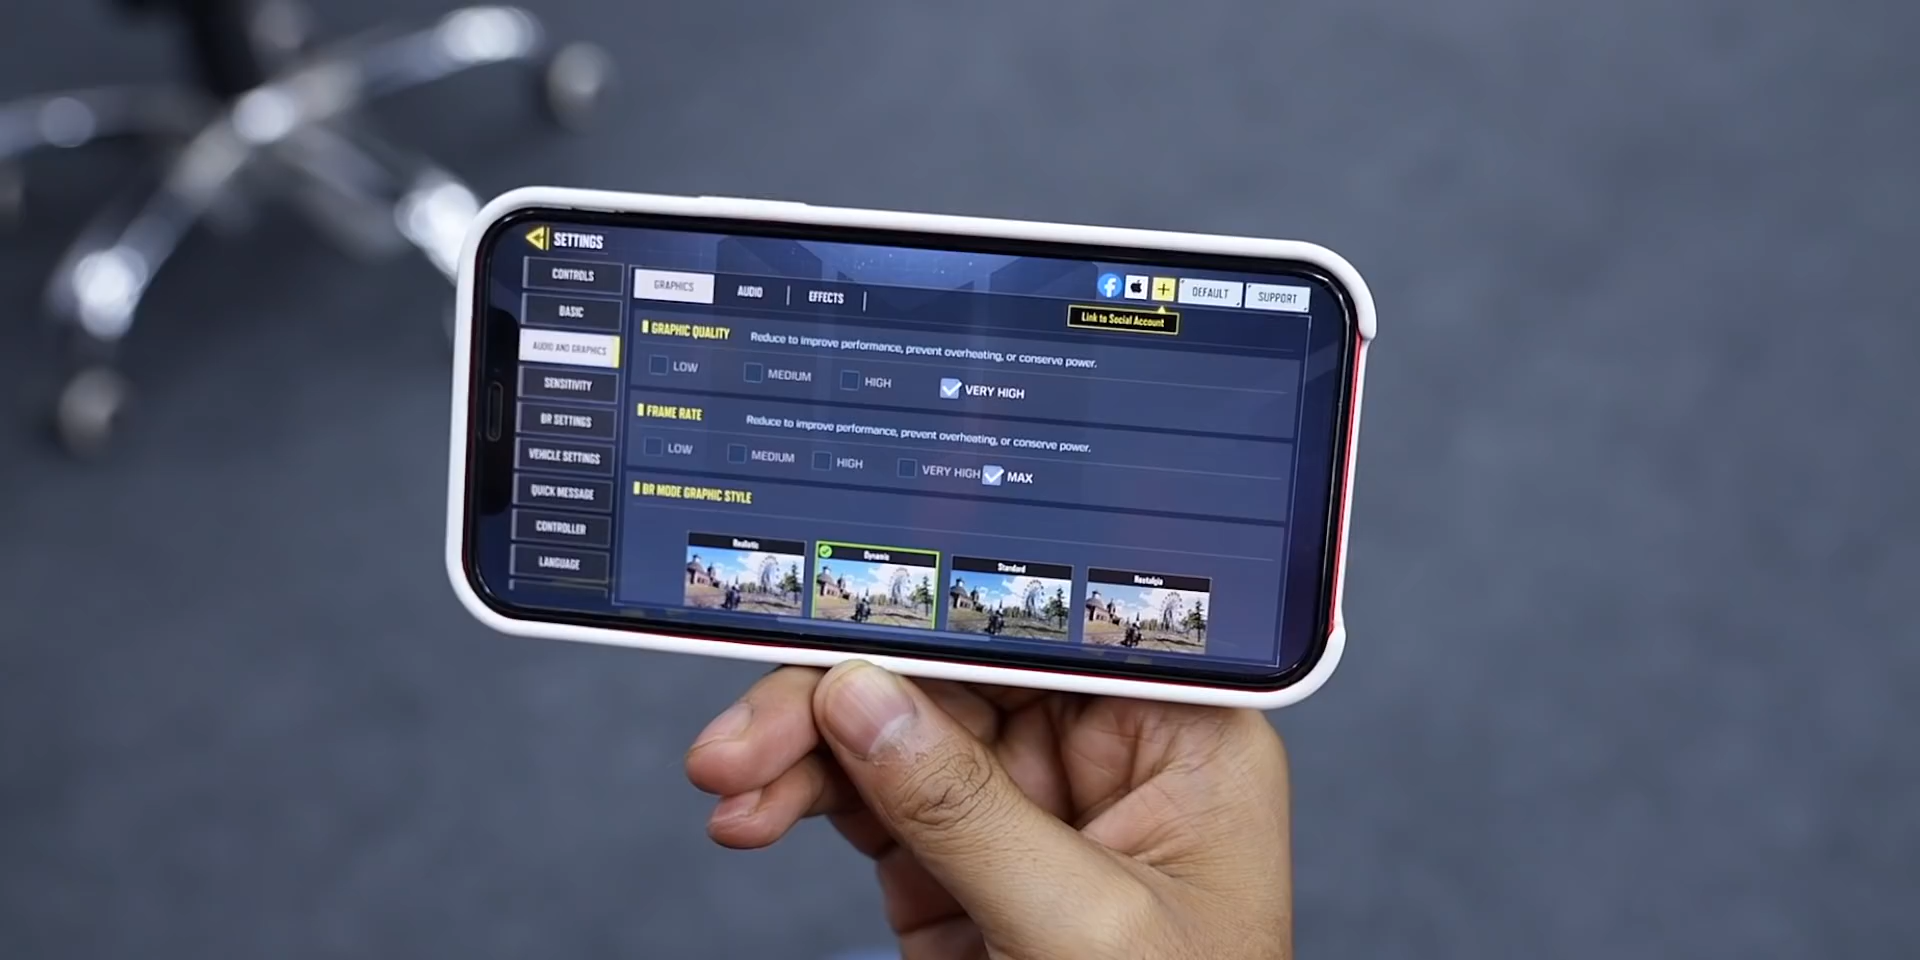 SETTINGS
CONTROLS
BASIC
AUDIO AND GRAPHICS
SENSITIVITY
BR SETTINGS
VEHICLE SETTINGS
QUICK MESSAGE
CONTROLLER
LANGUAGE
GRAPHICS
AUDIO
EFFECTS
DEFAULT
SUPPORT
Link to Social Account
GRAPHIC QUALITY Reduce to improve performance, prevent overheating, or conserve power.
LOW MEDIUM HIGH VERY HIGH
FRAME RATE Reduce to improve performance, prevent overheating, or conserve power.
LOW MEDIUM HIGH VERY HIGH MAX
BR MODE GRAPHIC STYLE
Realistic Dynamic Standard Nostalgia